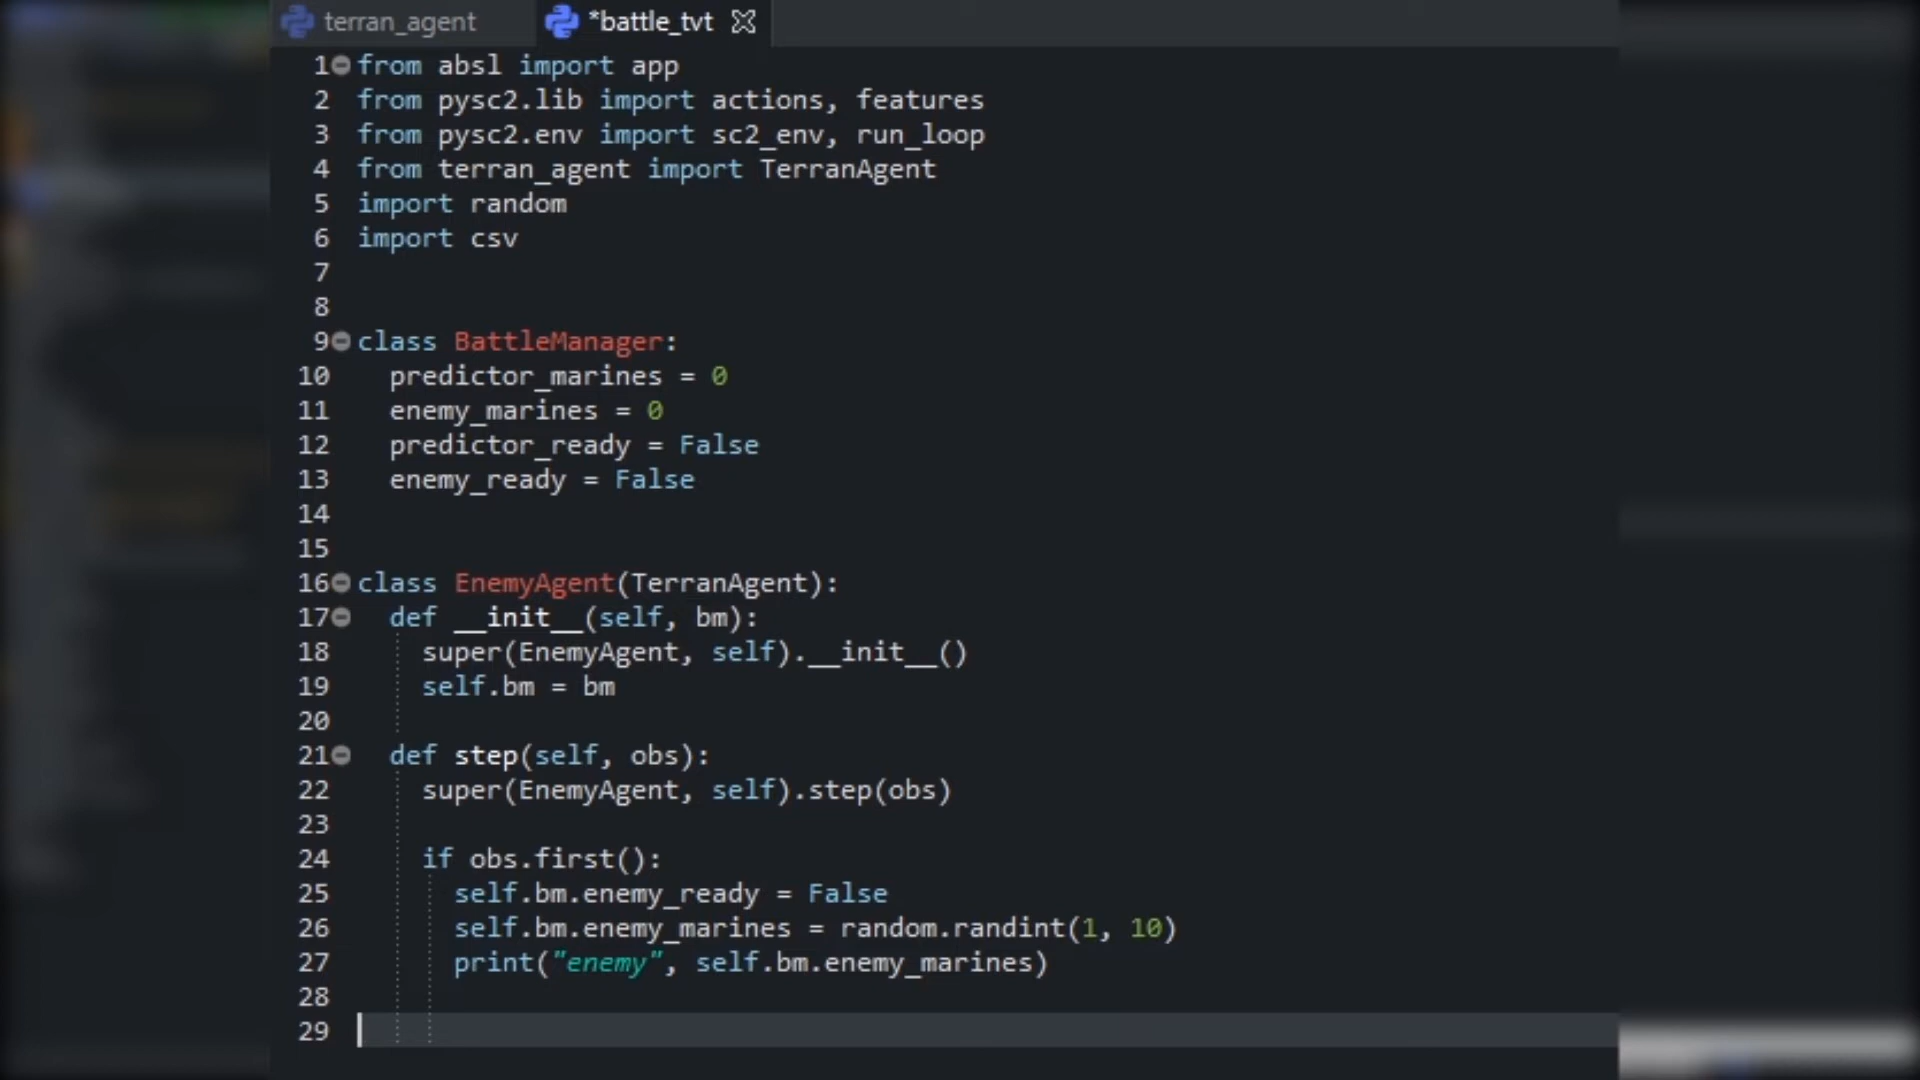 terran_agent *battle_tvt
1 from absl import app
2 from pysc2.lib import actions, features
3 from pysc2.env import sc2_env, run_loop
4 from terran_agent import TerranAgent
5 import random
6 import csv
7
8
9 class BattleManager:
10   predictor_marines = 0
11   enemy_marines = 0
12   predictor_ready = False
13   enemy_ready = False
14
15
16 class EnemyAgent(TerranAgent):
17   def __init__(self, bm):
18     super(EnemyAgent, self).__init__()
19     self.bm = bm
20
21   def step(self, obs):
22     super(EnemyAgent, self).step(obs)
23
24     if obs.first():
25       self.bm.enemy_ready = False
26       self.bm.enemy_marines = random.randint(1, 10)
27       print("enemy", self.bm.enemy_marines)
28
29